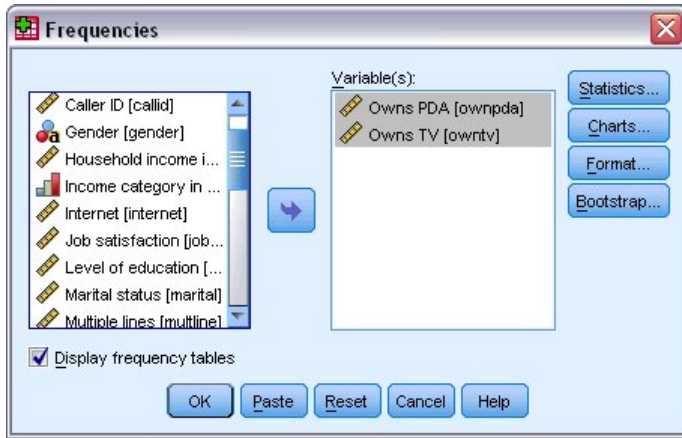 Frequencies
Variable(s):
Caller ID [callid]
Gender [gender]
Household income i...
Income category in ...
Internet [internet]
Job satisfaction [job...
Level of education [...
Marital status [marital]
Multiple lines [multline]
Owns PDA [ownpda]
Owns TV [owntv]
Statistics...
Charts...
Format...
Bootstrap...
Display frequency tables
OK
Paste
Reset
Cancel
Help